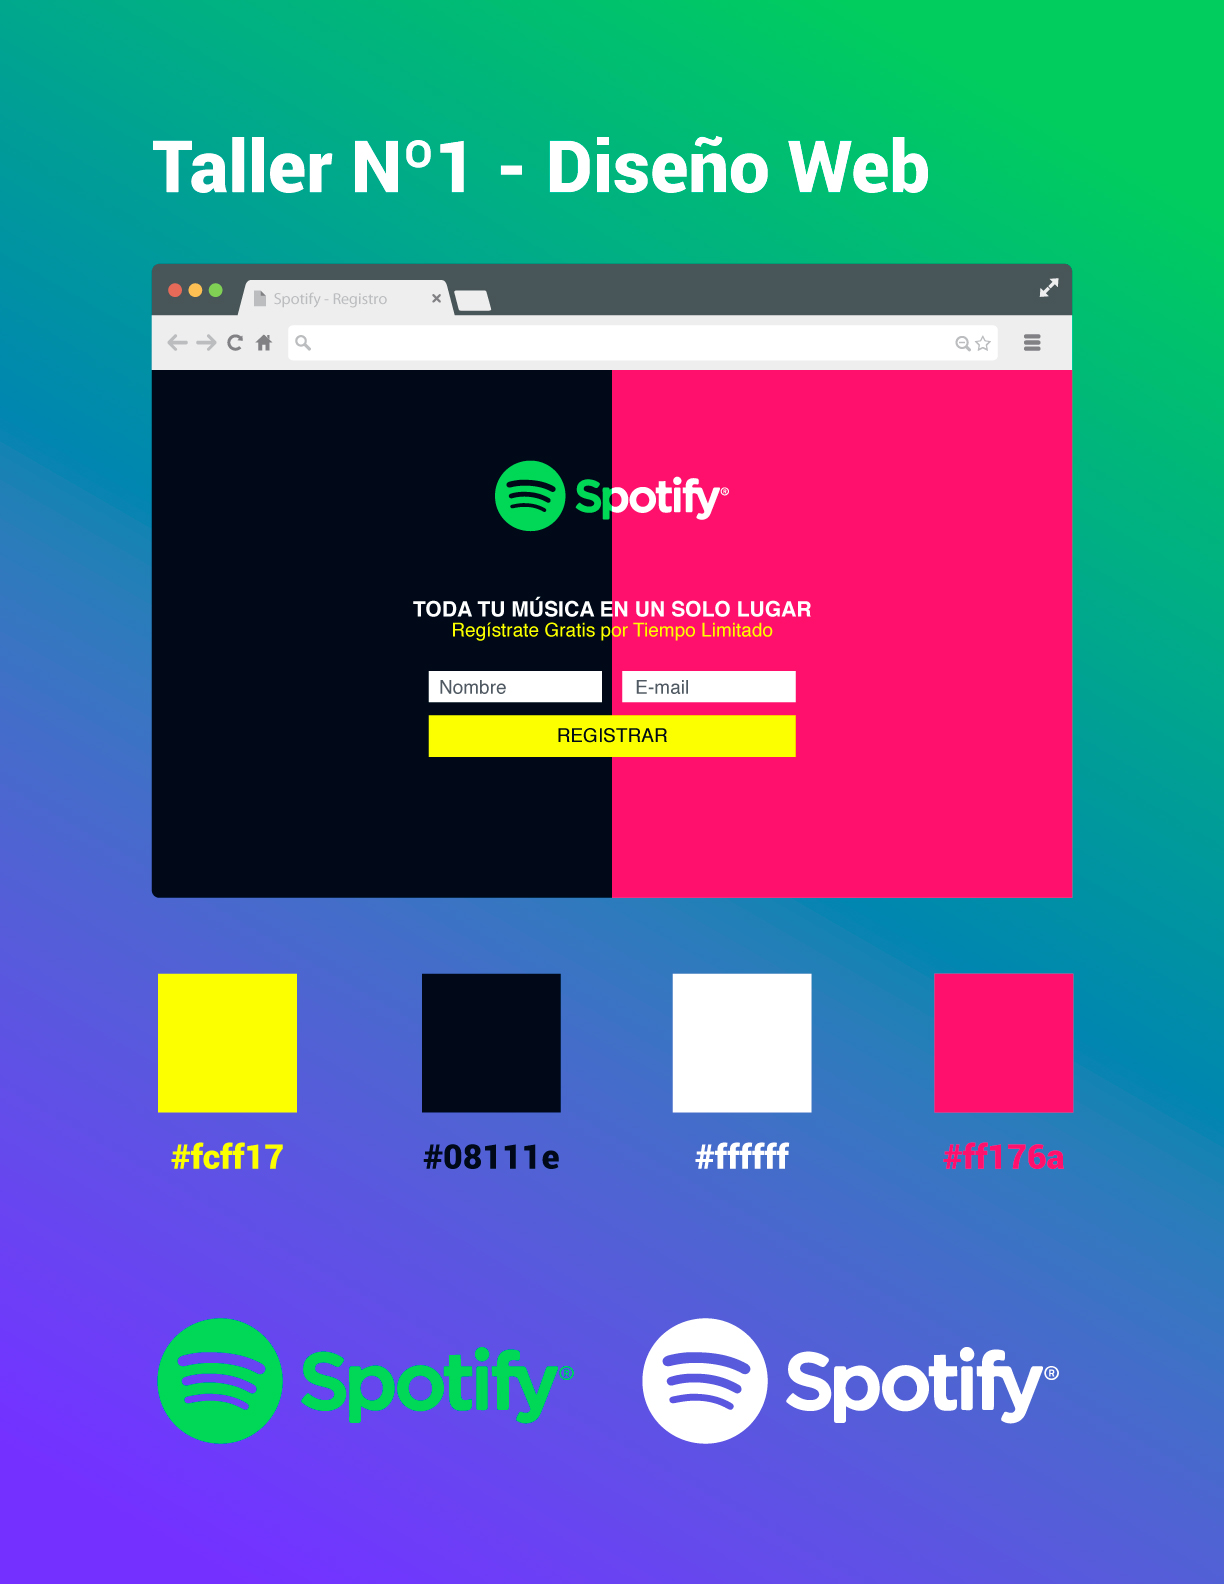 Taller Nº1 - Diseño Web
Spotify - Registro
Spotify®
TODA TU MÚSICA EN UN SOLO LUGAR
Regístrate Gratis por Tiempo Limitado
Nombre
E-mail
REGISTRAR
#fcff17
#08111e
#ffffff
#ff176a
Spotify®
Spotify®